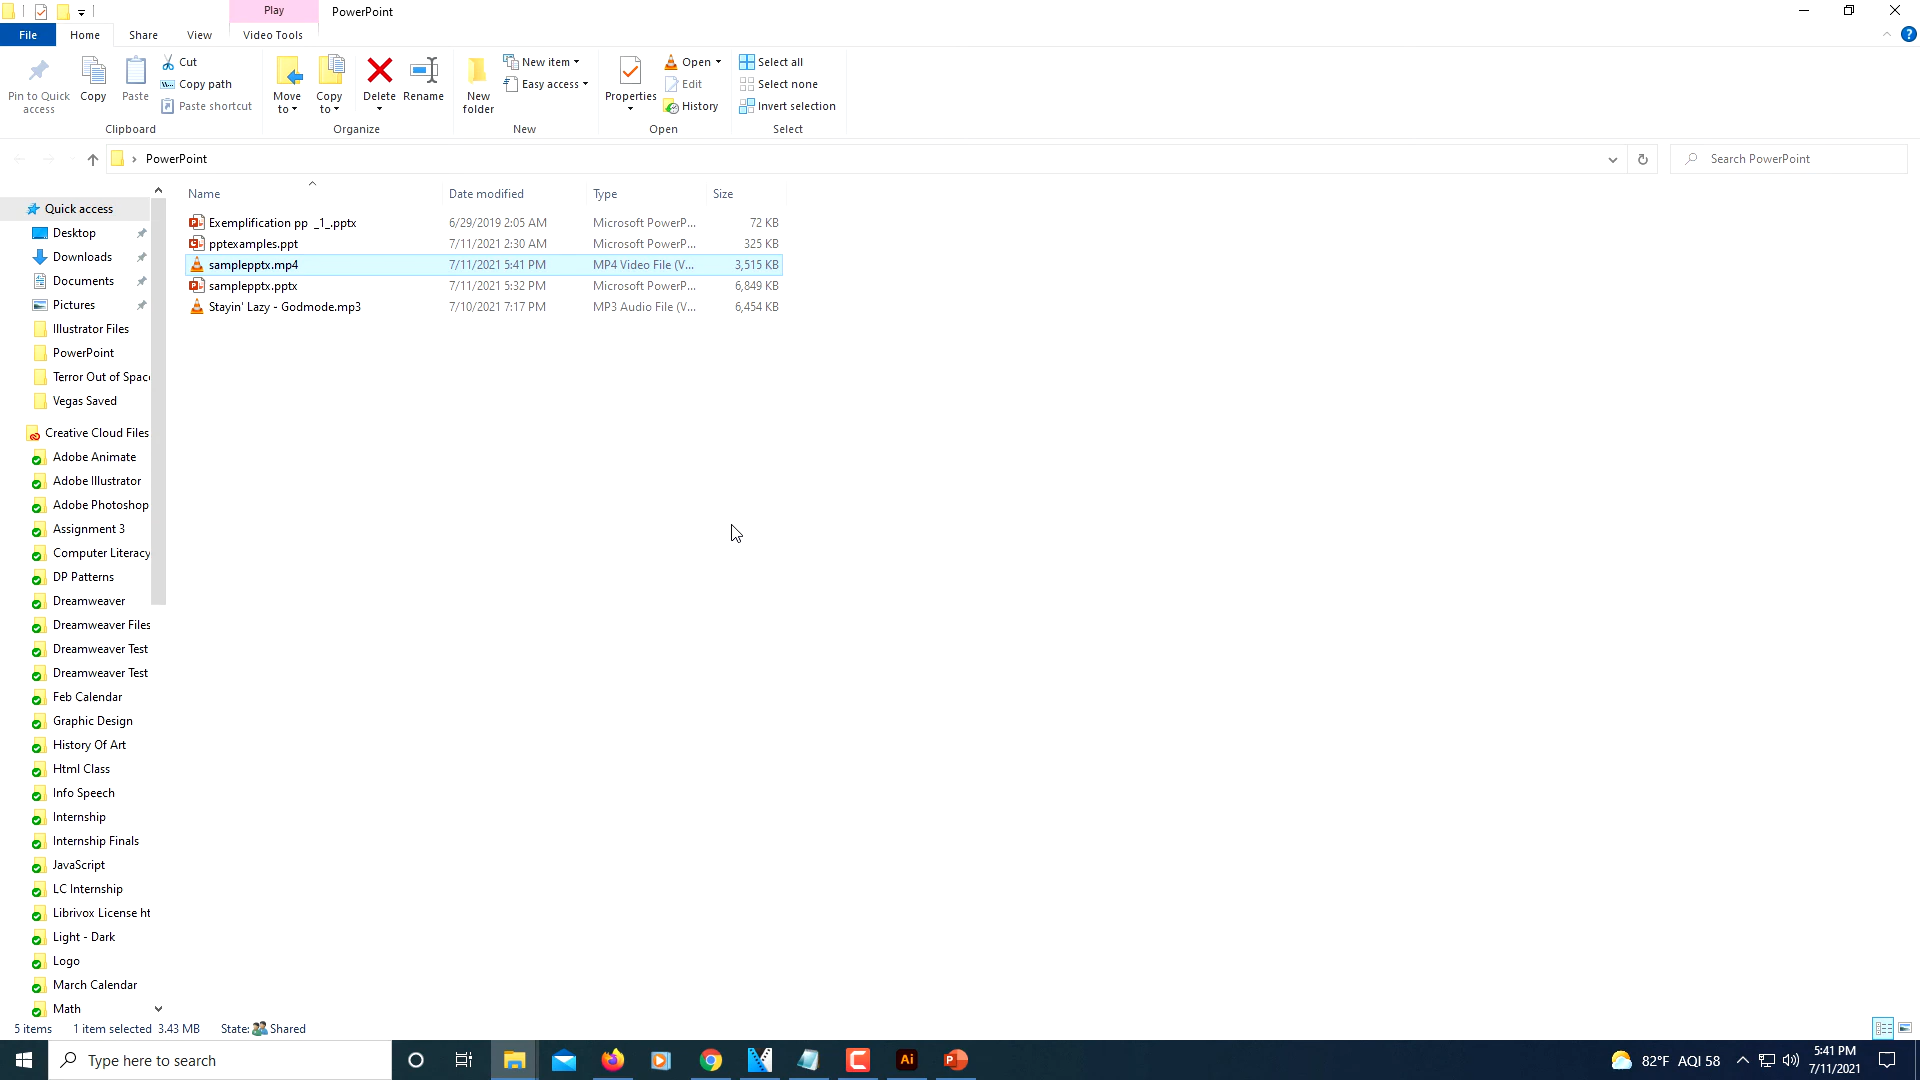 Play
PowerPoint
File
Home
Share
View
Video Tools
Pin to Quick
access
Copy
Paste
Cut
Copy path
Paste shortcut
Clipboard
Move
to
Copy
to
Delete
Rename
Organize
New
folder
New item
Easy access
New
Properties
Open
Edit
History
Open
Select all
Select none
Invert selection
Select
PowerPoint
Search PowerPoint
Name Date modified Type Size
Exemplification pp _1_.pptx 6/29/2019 2:05 AM Microsoft PowerP... 72 KB
pptexamples.ppt 7/11/2021 2:30 AM Microsoft PowerP... 325 KB
samplepptx.mp4 7/11/2021 5:41 PM MP4 Video File (V... 3,515 KB
samplepptx.pptx 7/11/2021 5:32 PM Microsoft PowerP... 6,849 KB
Stayin' Lazy - Godmode.mp3 7/10/2021 7:17 PM MP3 Audio File (V... 6,454 KB
Quick access
Desktop
Downloads
Documents
Pictures
Illustrator Files
PowerPoint
Terror Out of Spac
Vegas Saved
Creative Cloud Files
Adobe Animate
Adobe Illustrator
Adobe Photoshop
Assignment 3
Computer Literacy
DP Patterns
Dreamweaver
Dreamweaver Files
Dreamweaver Test
Dreamweaver Test
Feb Calendar
Graphic Design
History Of Art
Html Class
Info Speech
Internship
Internship Finals
JavaScript
LC Internship
Librivox License ht
Light - Dark
Logo
March Calendar
Math
5 items 1 item selected 3.43 MB State: Shared
Type here to search
Ai
82°F AQI 58
5:41 PM
7/11/2021